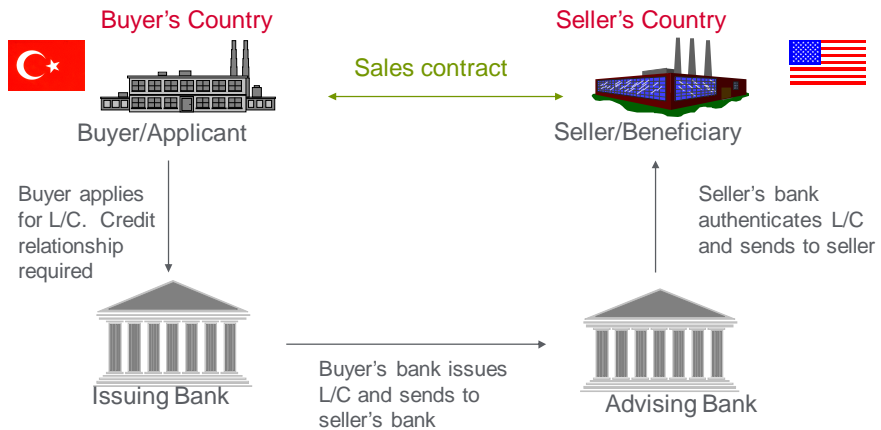 Buyer's Country
Seller's Country
Sales contract
Buyer/Applicant
Seller/Beneficiary
Buyer applies
for L/C. Credit
relationship
required
Seller's bank
authenticates L/C
and sends to seller
Issuing Bank
Buyer's bank issues
L/C and sends to
seller's bank
Advising Bank